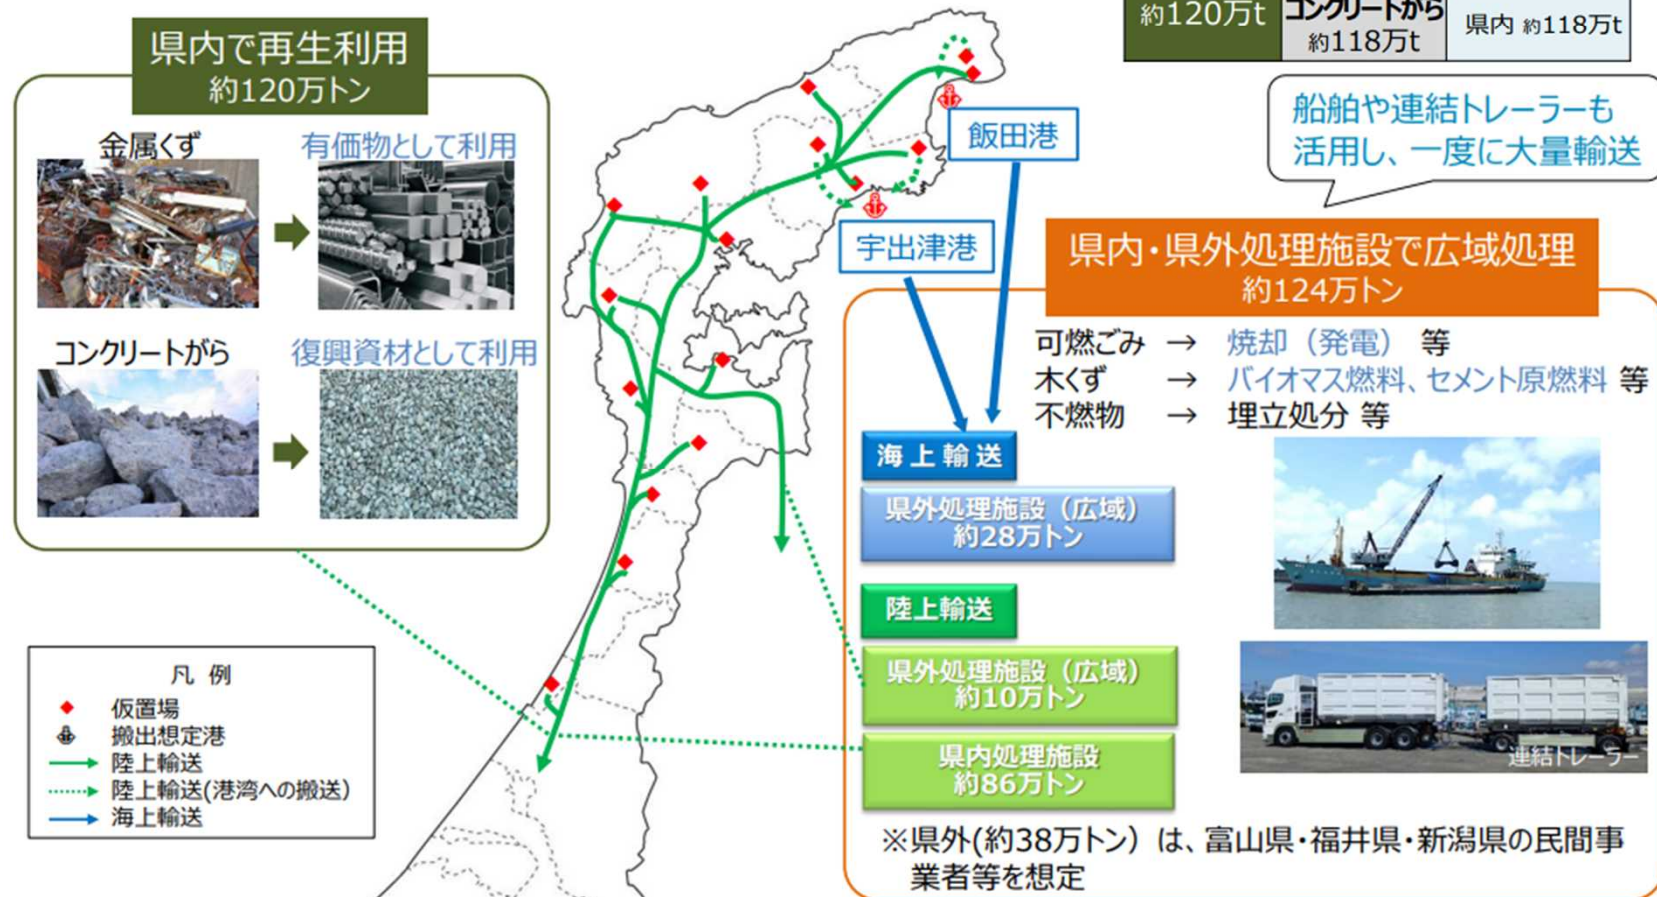 県内で再生利用
約120万トン
金属くず
有価物として利用
コンクリートがら
復興資材として利用
約120万t
コンクリートから
約118万t
県内 約118万t
船舶や連結トレーラーも
活用し、一度に大量輸送
飯田港
宇出津港
県内・県外処理施設で広域処理
約124万トン
可燃ごみ → 焼却（発電） 等
木くず → バイオマス燃料、セメント原燃料 等
不燃物 → 埋立処分 等
海上輸送
県外処理施設（広域）
約28万トン
陸上輸送
県外処理施設（広域）
約10万トン
県内処理施設
約86万トン
連結トレーラー
※県外(約38万トン）は、富山県・福井県・新潟県の民間事
業者等を想定
凡 例
仮置場
搬出想定港
陸上輸送
陸上輸送(港湾への搬送）
海上輸送